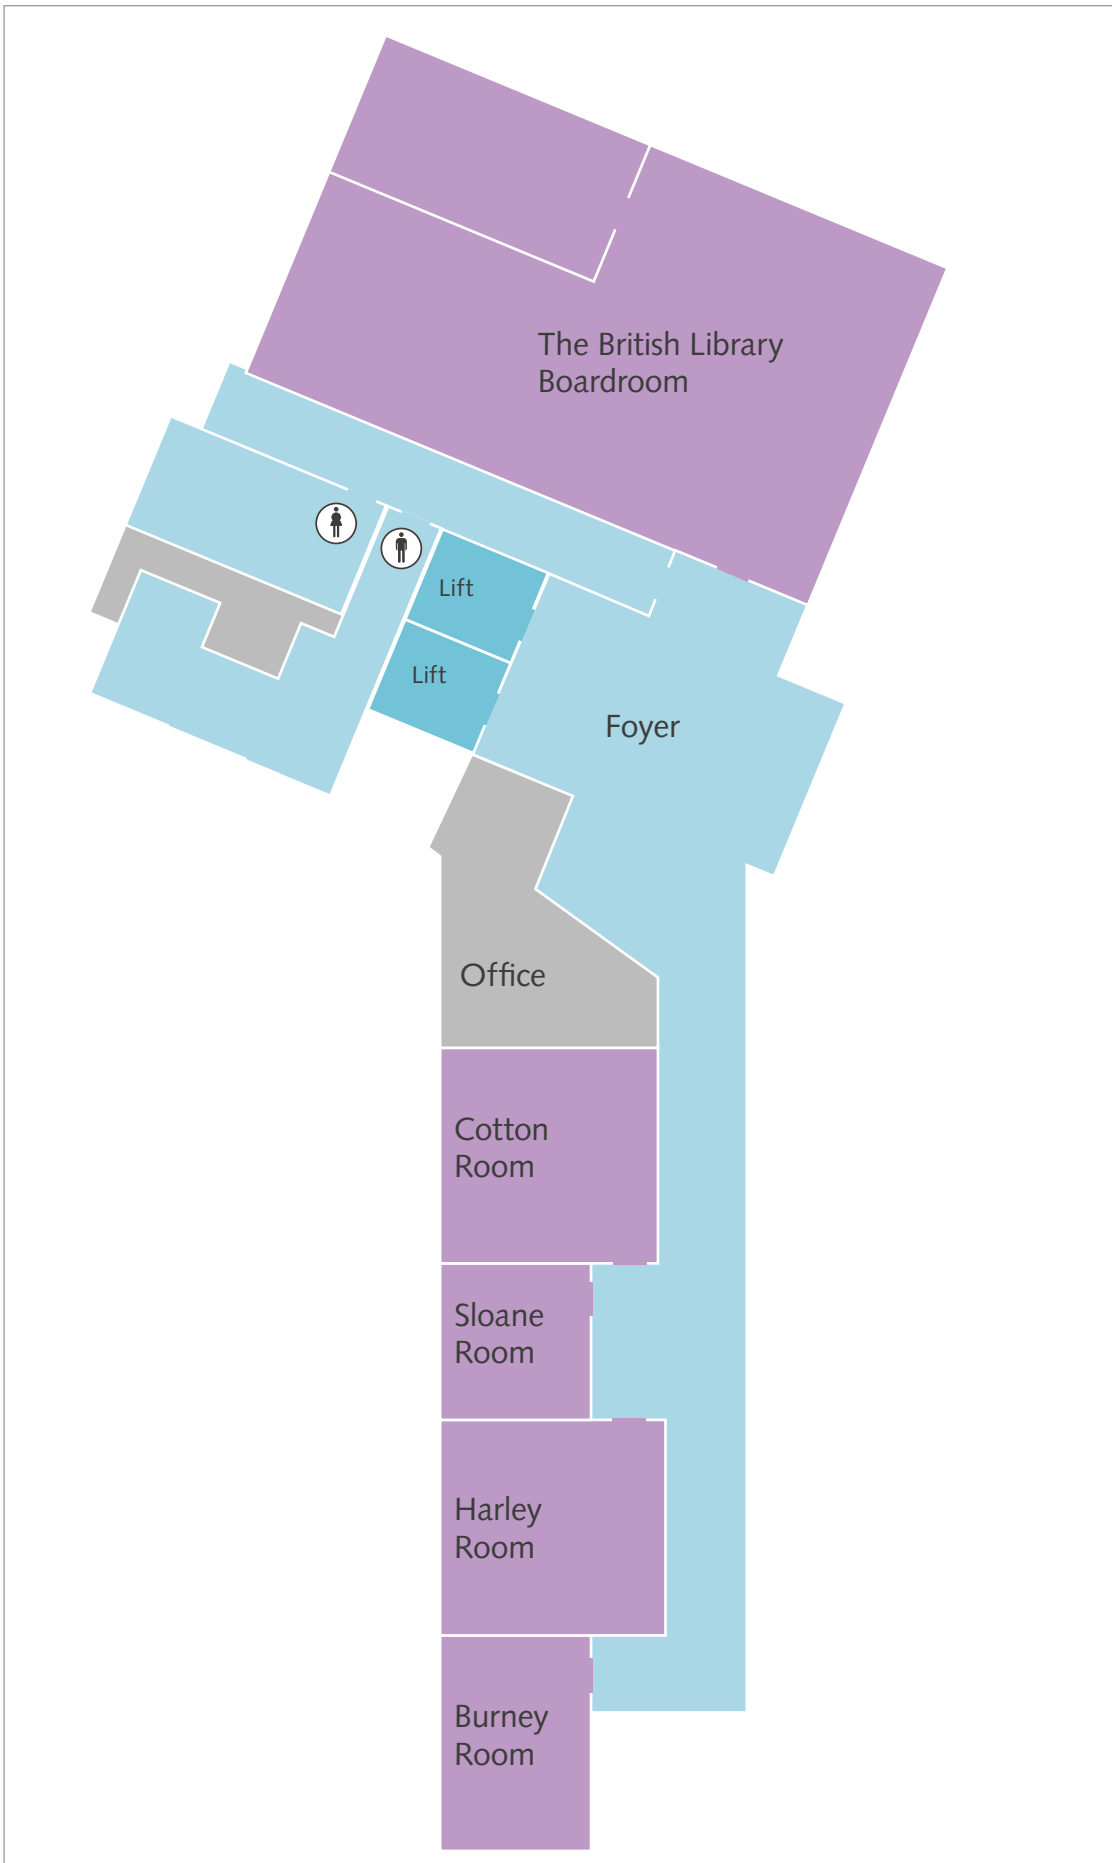 The British Library
Boardroom
Lift
Lift
Foyer
Office
Cotton
Room
Sloane
Room
Harley
Room
Burney
Room